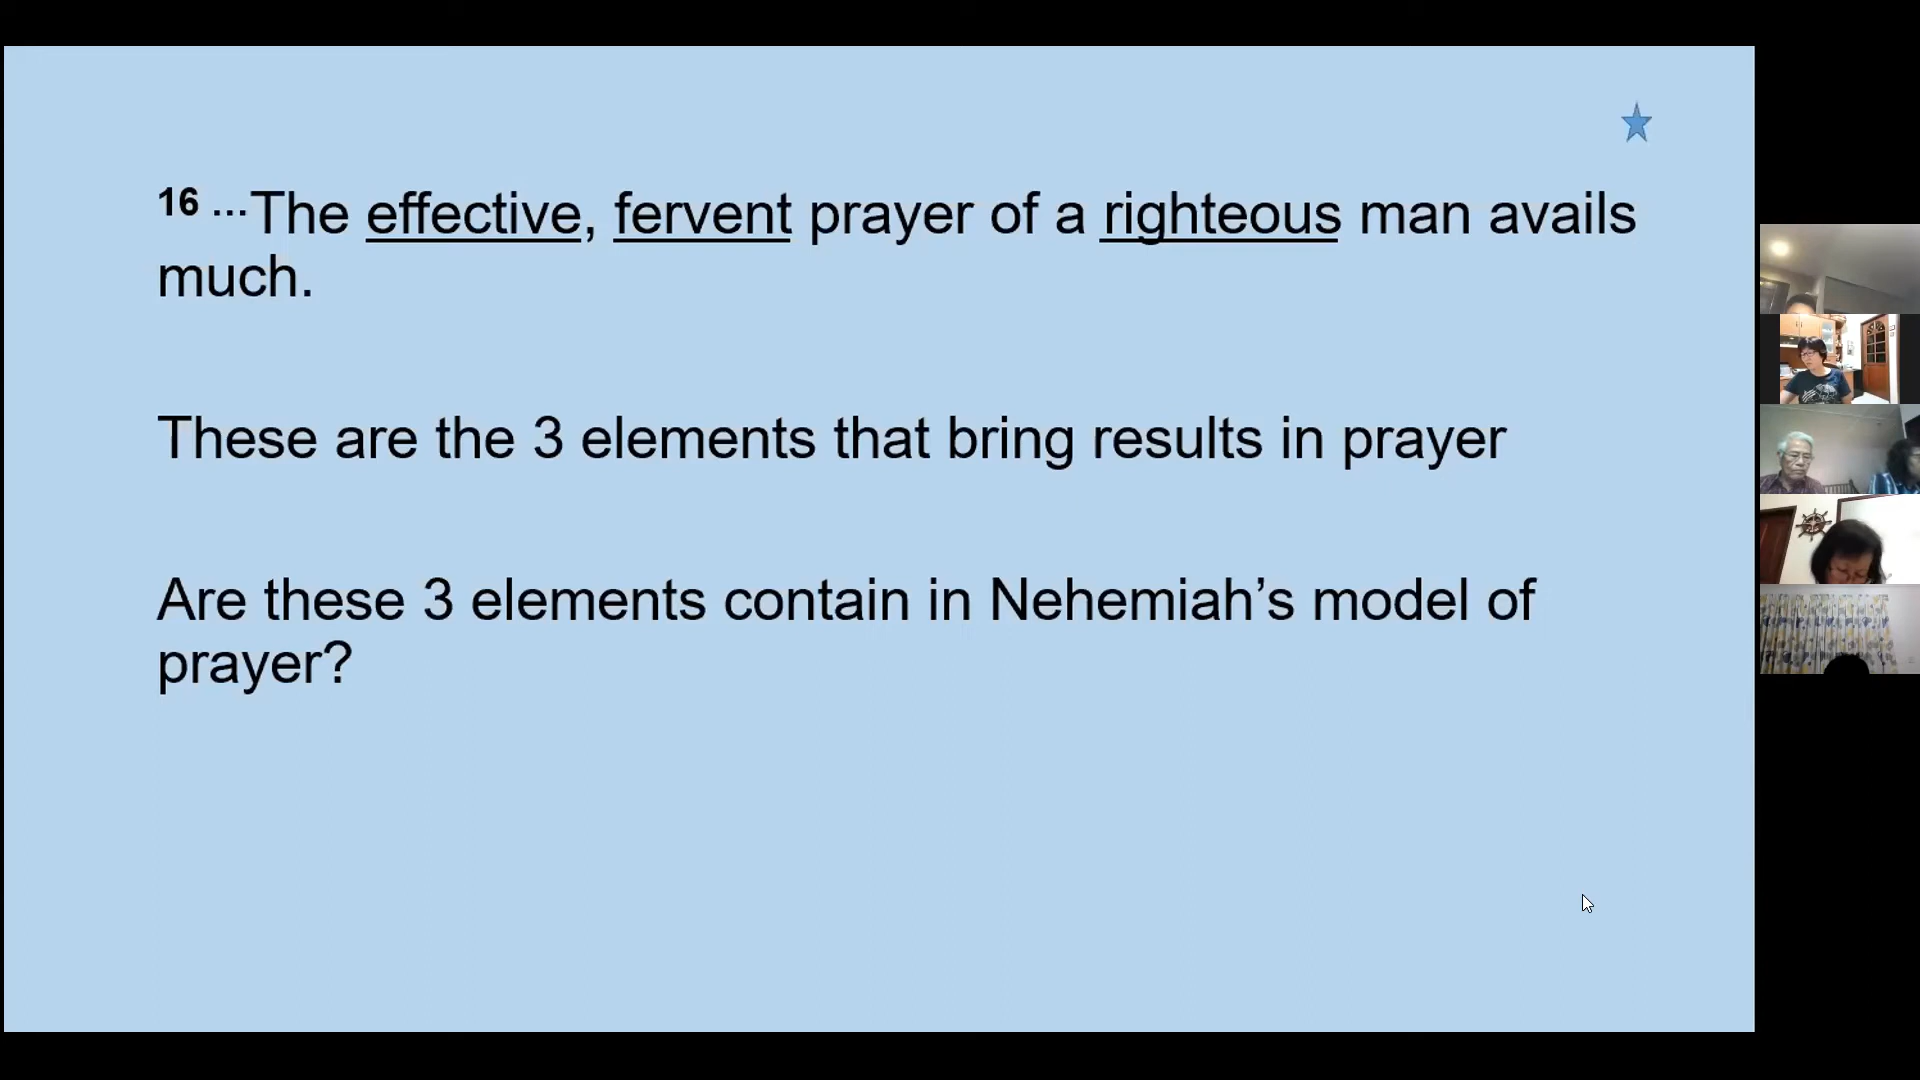 16 ...The effective, fervent prayer of a righteous man avails
much.
These are the 3 elements that bring results in prayer
Are these 3 elements contain in Nehemiah’s model of
prayer?